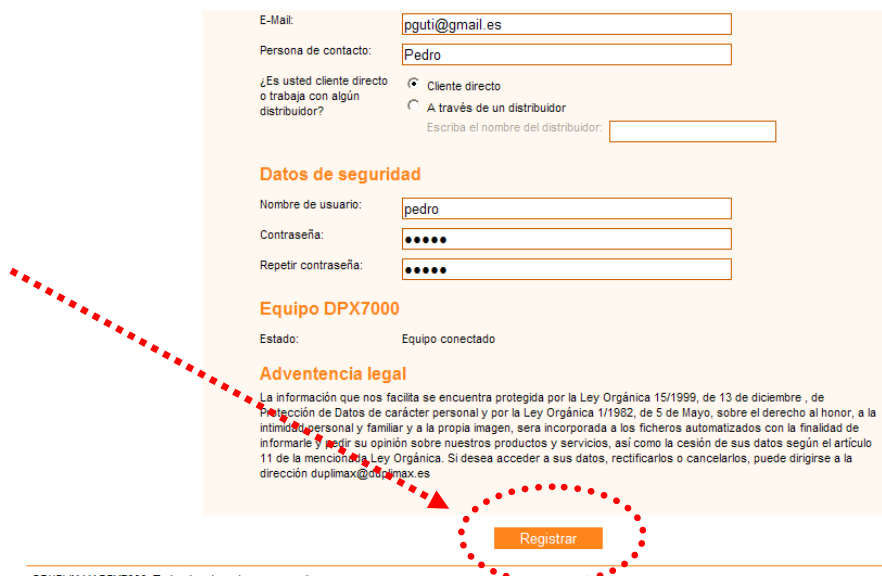 E-Mail:
pguti@gmail.es
Persona de contacto:
Pedro
¿Es usted cliente directo
o trabaja con algún
distribuidor?
Cliente directo
A través de un distribuidor
Escriba el nombre del distribuidor:
Datos de seguridad
Nombre de usuario:
pedro
Contraseña:
•••••
Repetir contraseña:
•••••
Equipo DPX7000
Estado:
Equipo conectado
Adventencia legal
La información que nos facilita se encuentra protegida por la Ley Orgánica 15/1999, de 13 de diciembre , de
Protección de Datos de carácter personal y por la Ley Orgánica 1/1982, de 5 de Mayo, sobre el derecho al honor, a la
intimidad personal y familiar y a la propia imagen, sera incorporada a los ficheros automatizados con la finalidad de
informarle y pedir su opinión sobre nuestros productos y servicios, así como la cesión de sus datos según el artículo
11 de la mencionada Ley Orgánica. Si desea acceder a sus datos, rectificarlos o cancelarlos, puede dirigirse a la
dirección duplimax@duplimax.es
Registrar